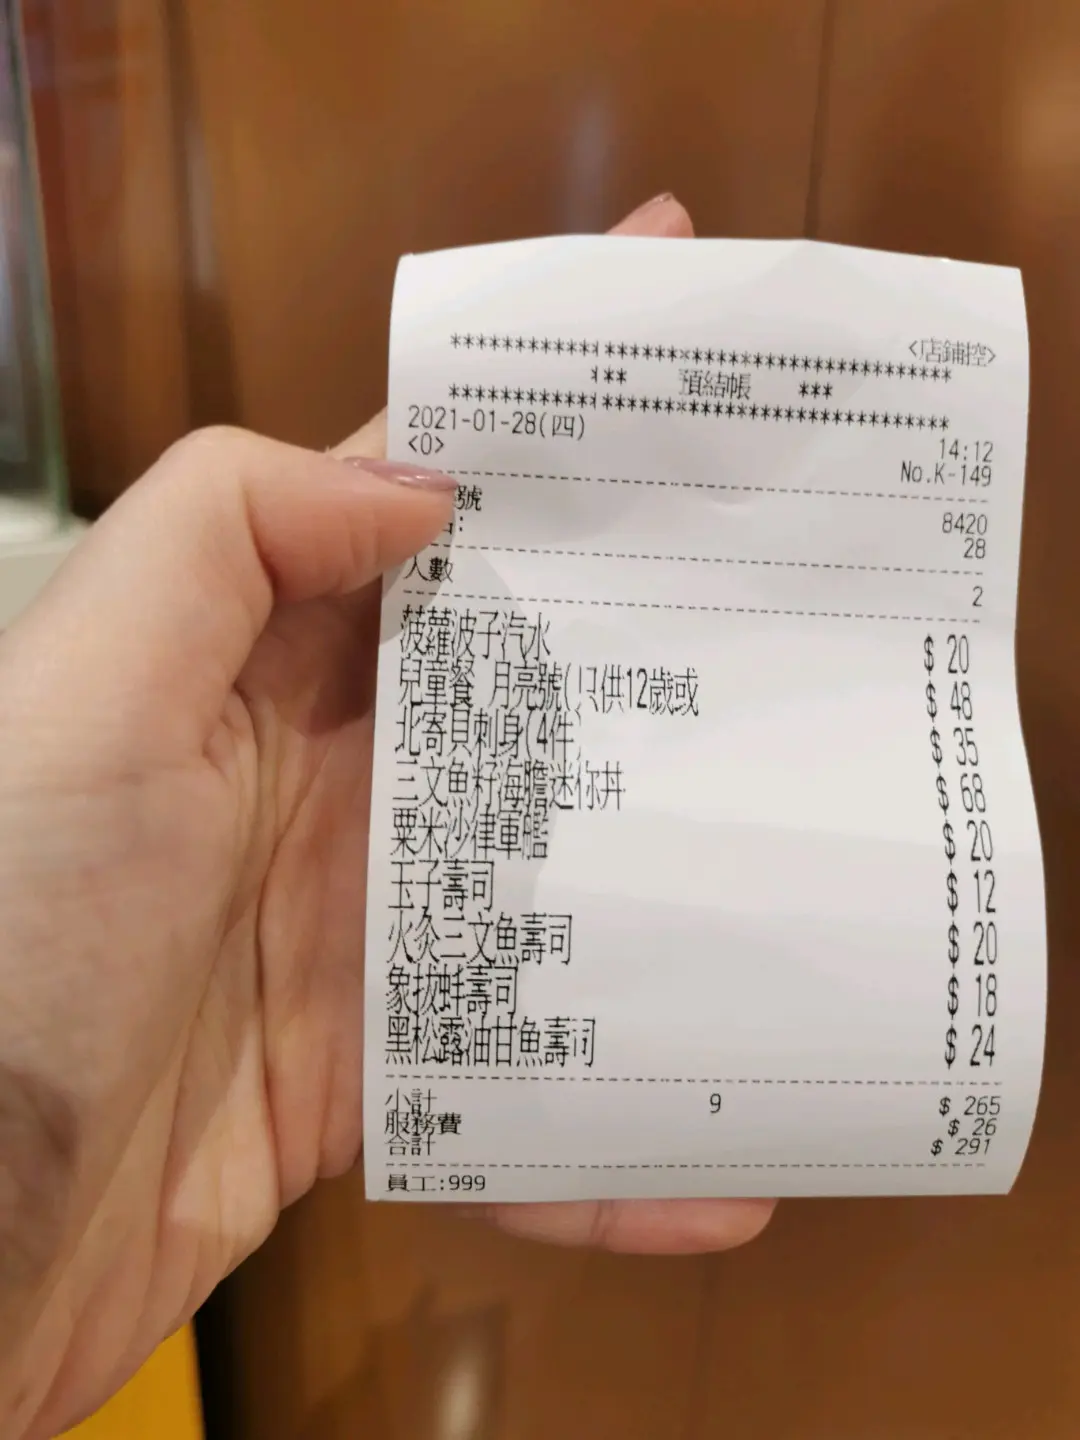 <店鋪控>
****************************************
*** 預結帳 ***
****************************************
2021-01-28(四) 14:12
<0> No.K-149
號 8420
: 28
人數 2
菠蘿波子汽水 $ 20
兒童餐 月亮號(只供12歲或 $ 48
北寄貝刺身(4件) $ 35
三文魚籽海膽迷你丼 $ 68
粟米沙律軍艦 $ 20
玉子壽司 $ 12
火灸三文魚壽司 $ 20
象拔蚌壽司 $ 18
黑松露油甘魚壽司 $ 24
小計 9 $ 265
服務費 $ 26
合計 $ 291
員工:999